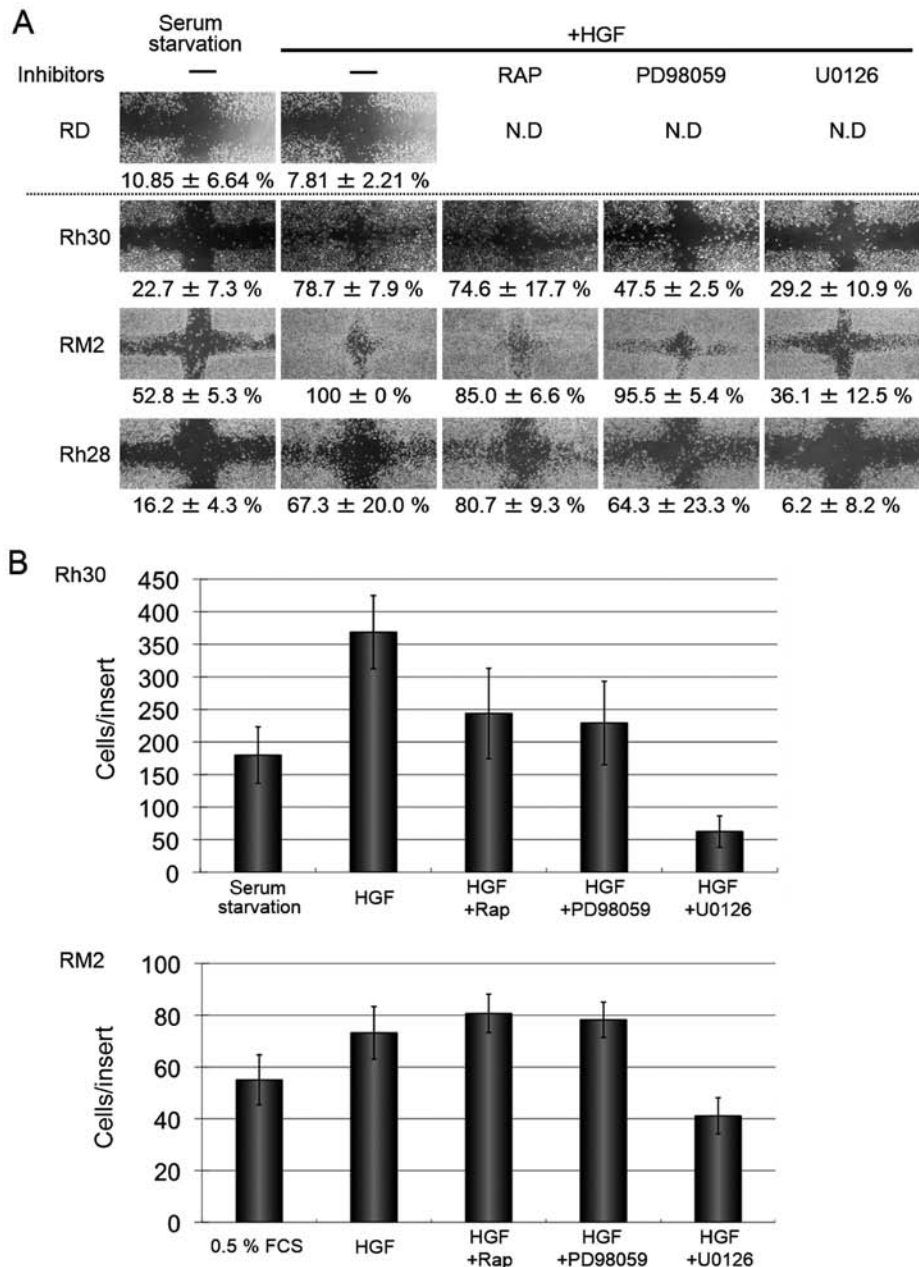 A
Serum
starvation
+HGF
Inhibitors — — RAP PD98059 U0126
RD N.D N.D N.D
10.85 ± 6.64 % 7.81 ± 2.21 %
Rh30
22.7 ± 7.3 % 78.7 ± 7.9 % 74.6 ± 17.7 % 47.5 ± 2.5 % 29.2 ± 10.9 %
RM2
52.8 ± 5.3 % 100 ± 0 % 85.0 ± 6.6 % 95.5 ± 5.4 % 36.1 ± 12.5 %
Rh28
16.2 ± 4.3 % 67.3 ± 20.0 % 80.7 ± 9.3 % 64.3 ± 23.3 % 6.2 ± 8.2 %
B
Rh30
Cells/insert
450
400
350
300
250
200
150
100
50
0
Serum
starvation
HGF
HGF
+Rap
HGF
+PD98059
HGF
+U0126
RM2
Cells/insert
100
80
60
40
20
0
0.5 % FCS
HGF
HGF
+Rap
HGF
+PD98059
HGF
+U0126